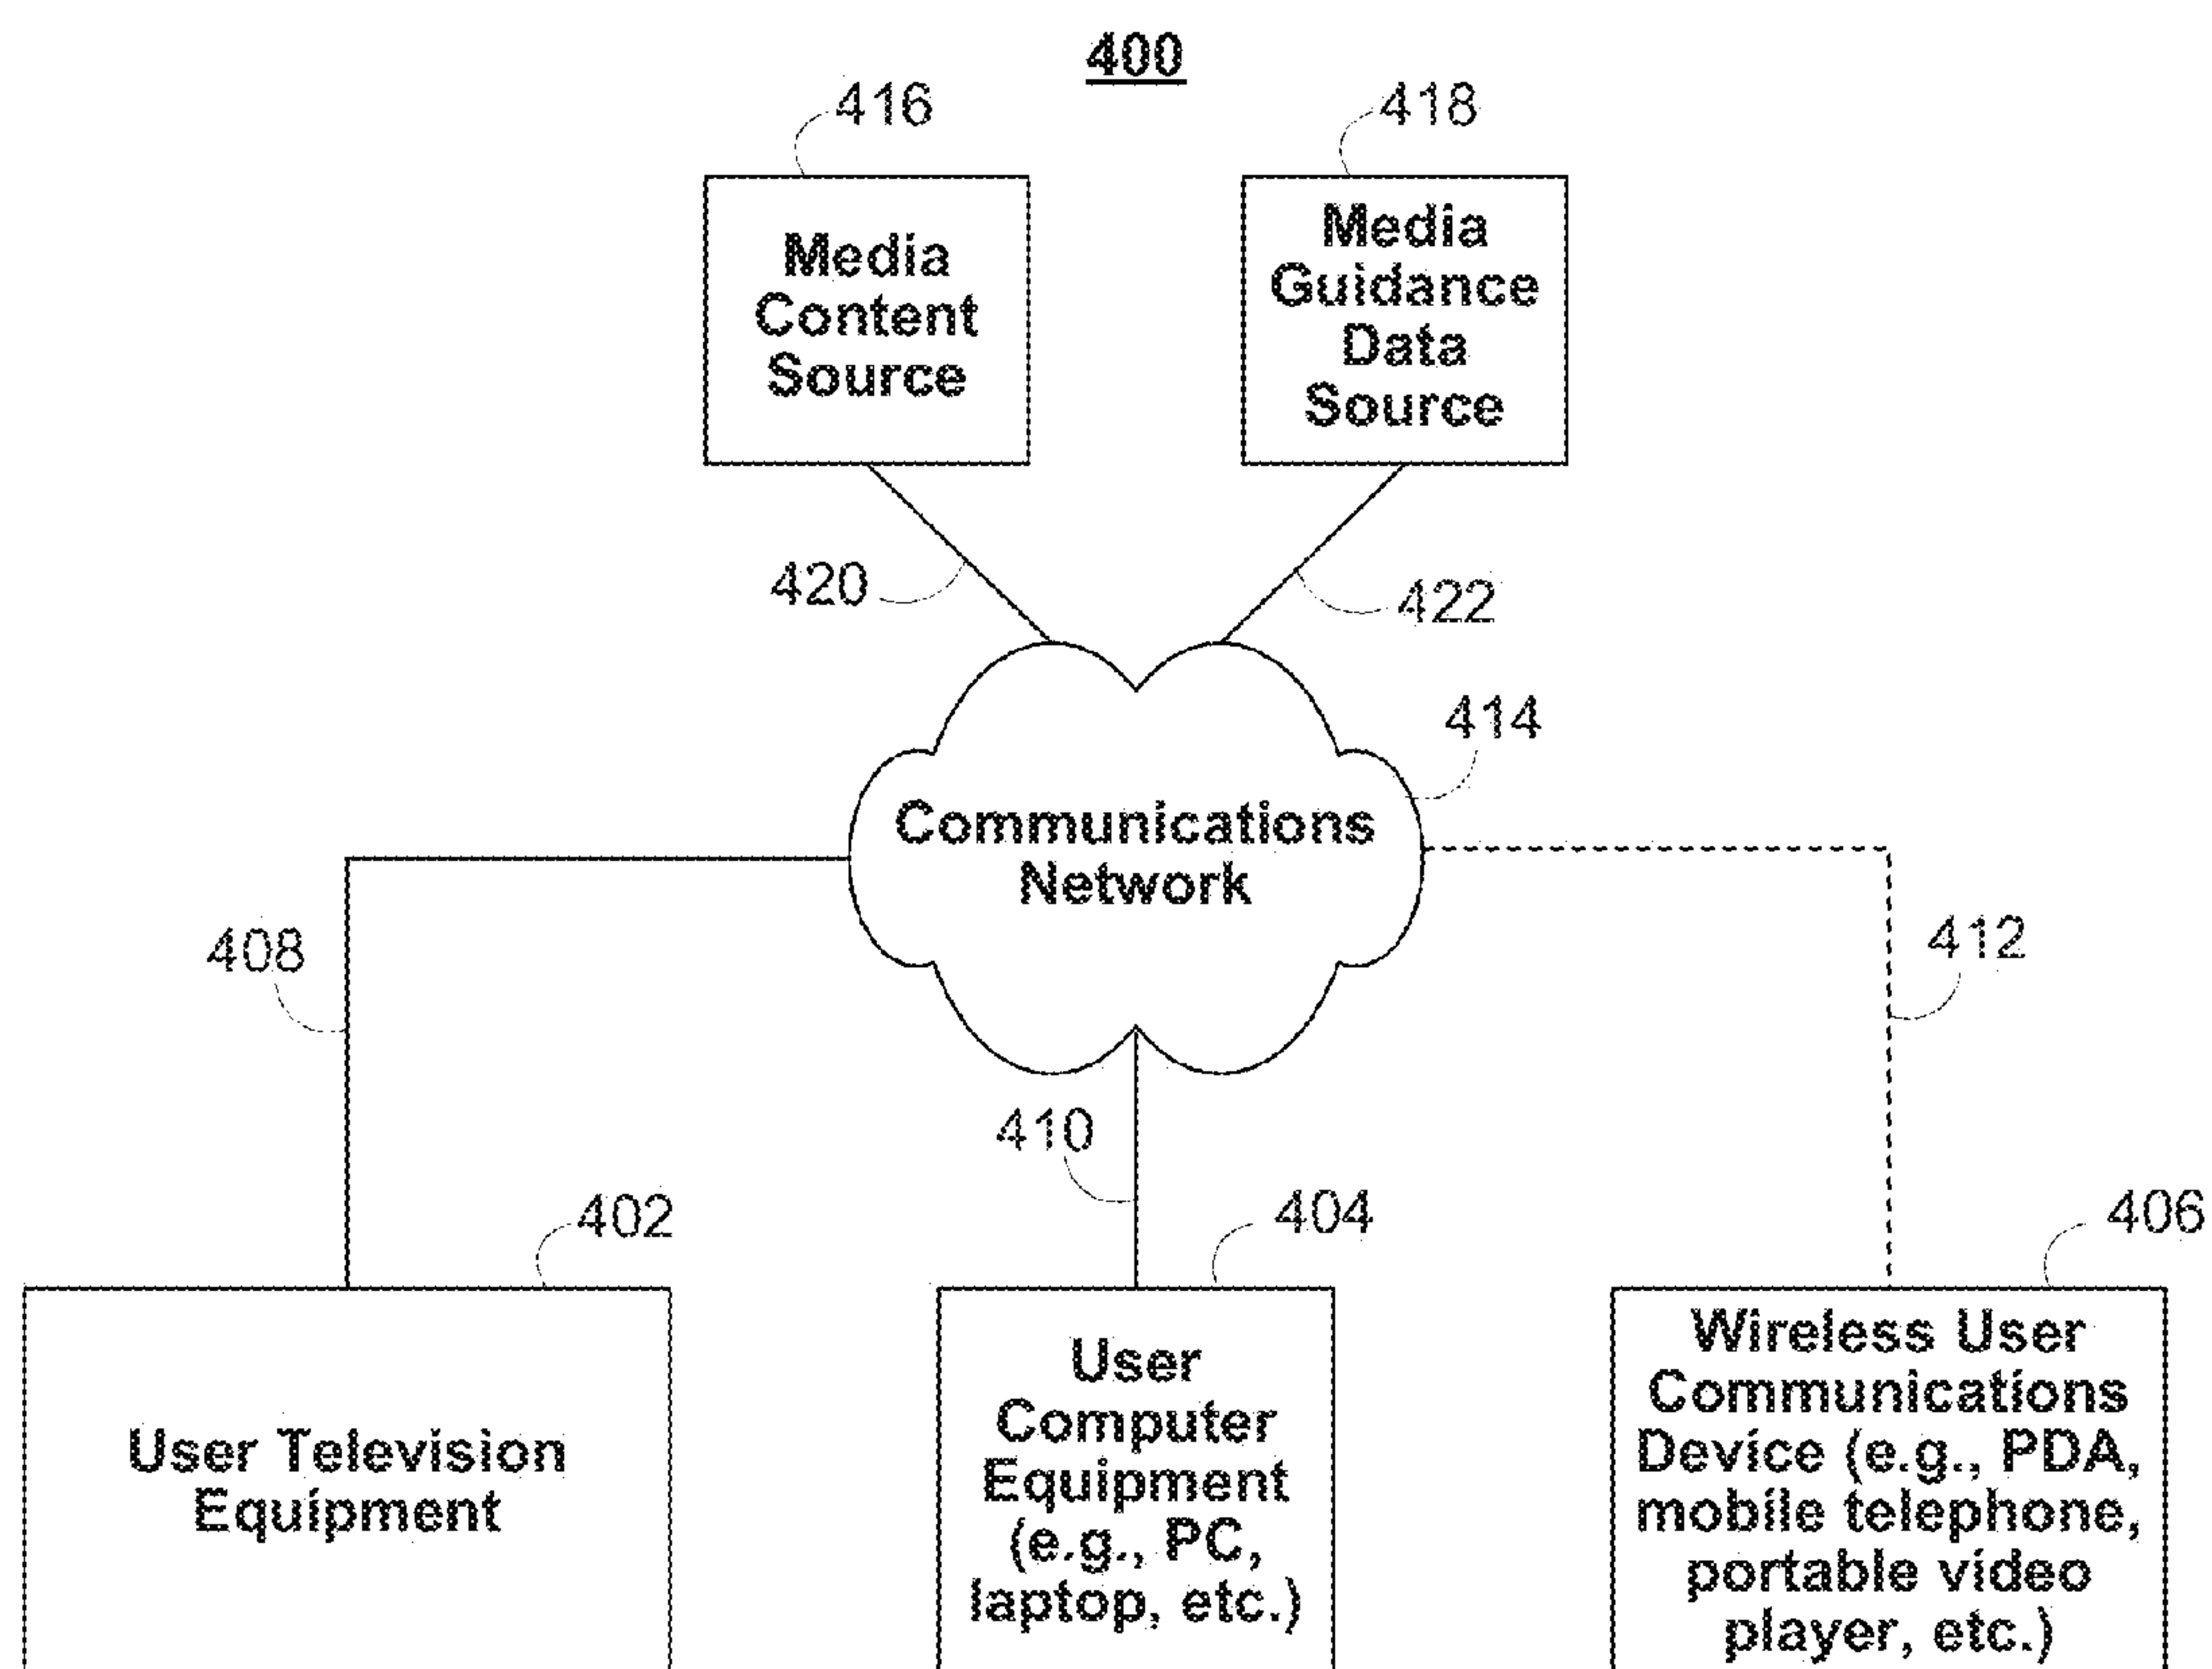 400
416
418
Media
Content
Source
Media
Guidance
Data
Source
420
422
414
Communications
Network
408
412
410
402
404
406
User Television
Equipment
User
Computer
Equipment
(e.g., PC,
laptop, etc.)
Wireless User
Communications
Device (e.g., PDA,
mobile telephone,
portable video
player, etc.)